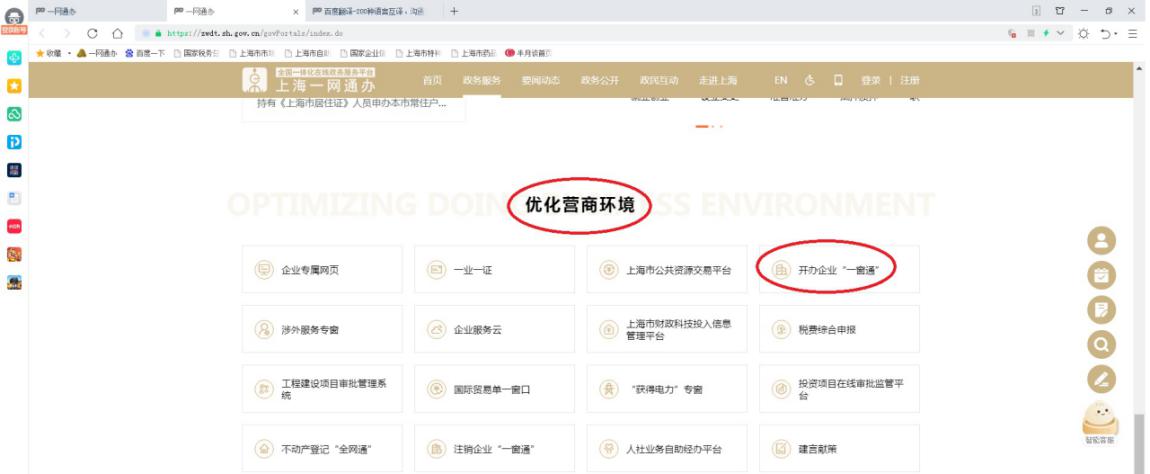 一网通办
一网通办
百度翻译-200种语言互译、沟通
登录账号
https://zwdt.sh.gov.cn/govPortals/index.do
收藏 一网通办 百度一下 国家税务总 上海市市场 上海市自助 国家企业信 上海市特种 上海市药品 半月谈首页
全国一体化在线政务服务平台
上海一网通办
首页 政务服务 要闻动态 政务公开 政民互动 走进上海 EN 登录 | 注册
持有《上海市居住证》人员申办本市常住户...
OPTIMIZING DOIN SS ENVIRONMENT
优化营商环境
企业专属网页 一业一证 上海市公共资源交易平台 开办企业“一窗通”
涉外服务专窗 企业服务云 上海市财政科技投入信息
管理平台
税费综合申报
工程建设项目审批管理系
统
国际贸易单一窗口 “获得电力”专窗 投资项目在线审批监管平
台
不动产登记“全网通” 注销企业“一窗通” 人社业务自助经办平台 建言献策
智能客服